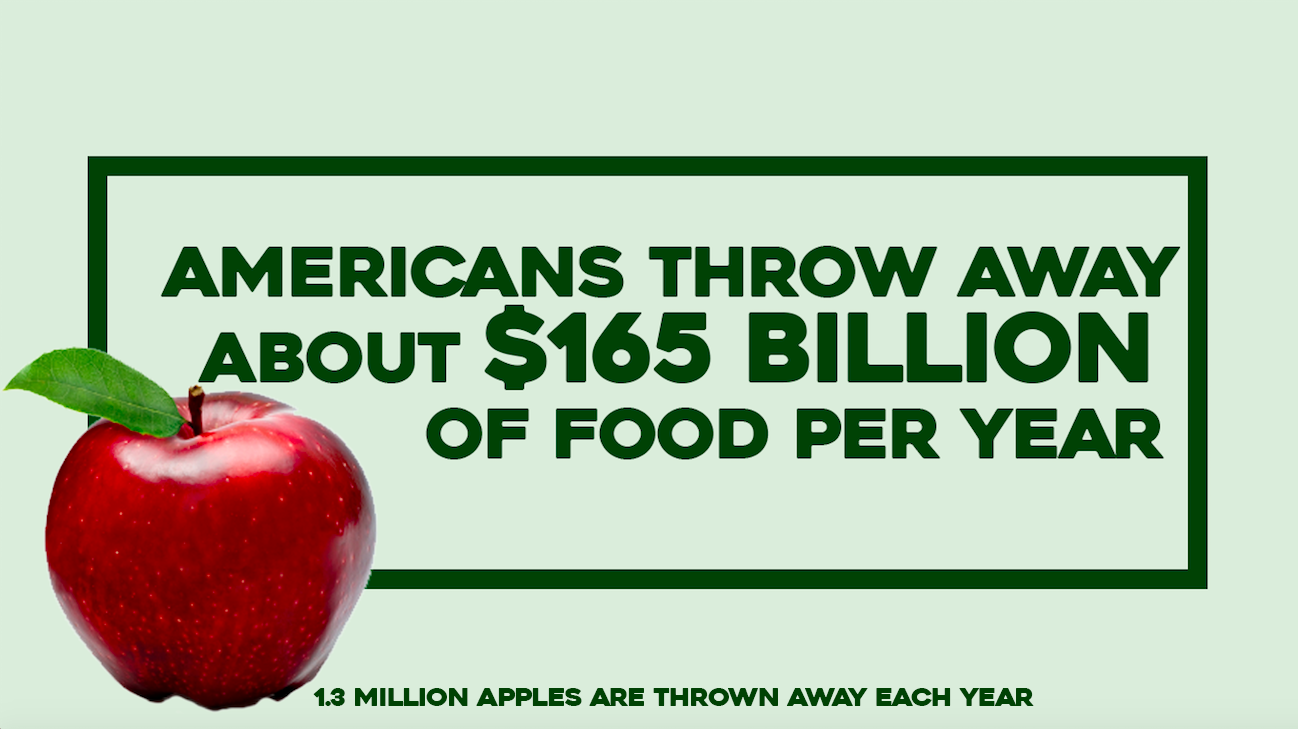 AMERICANS THROW AWAY
ABOUT $165 BILLION
OF FOOD PER YEAR
1.3 MILLION APPLES ARE THROWN AWAY EACH YEAR